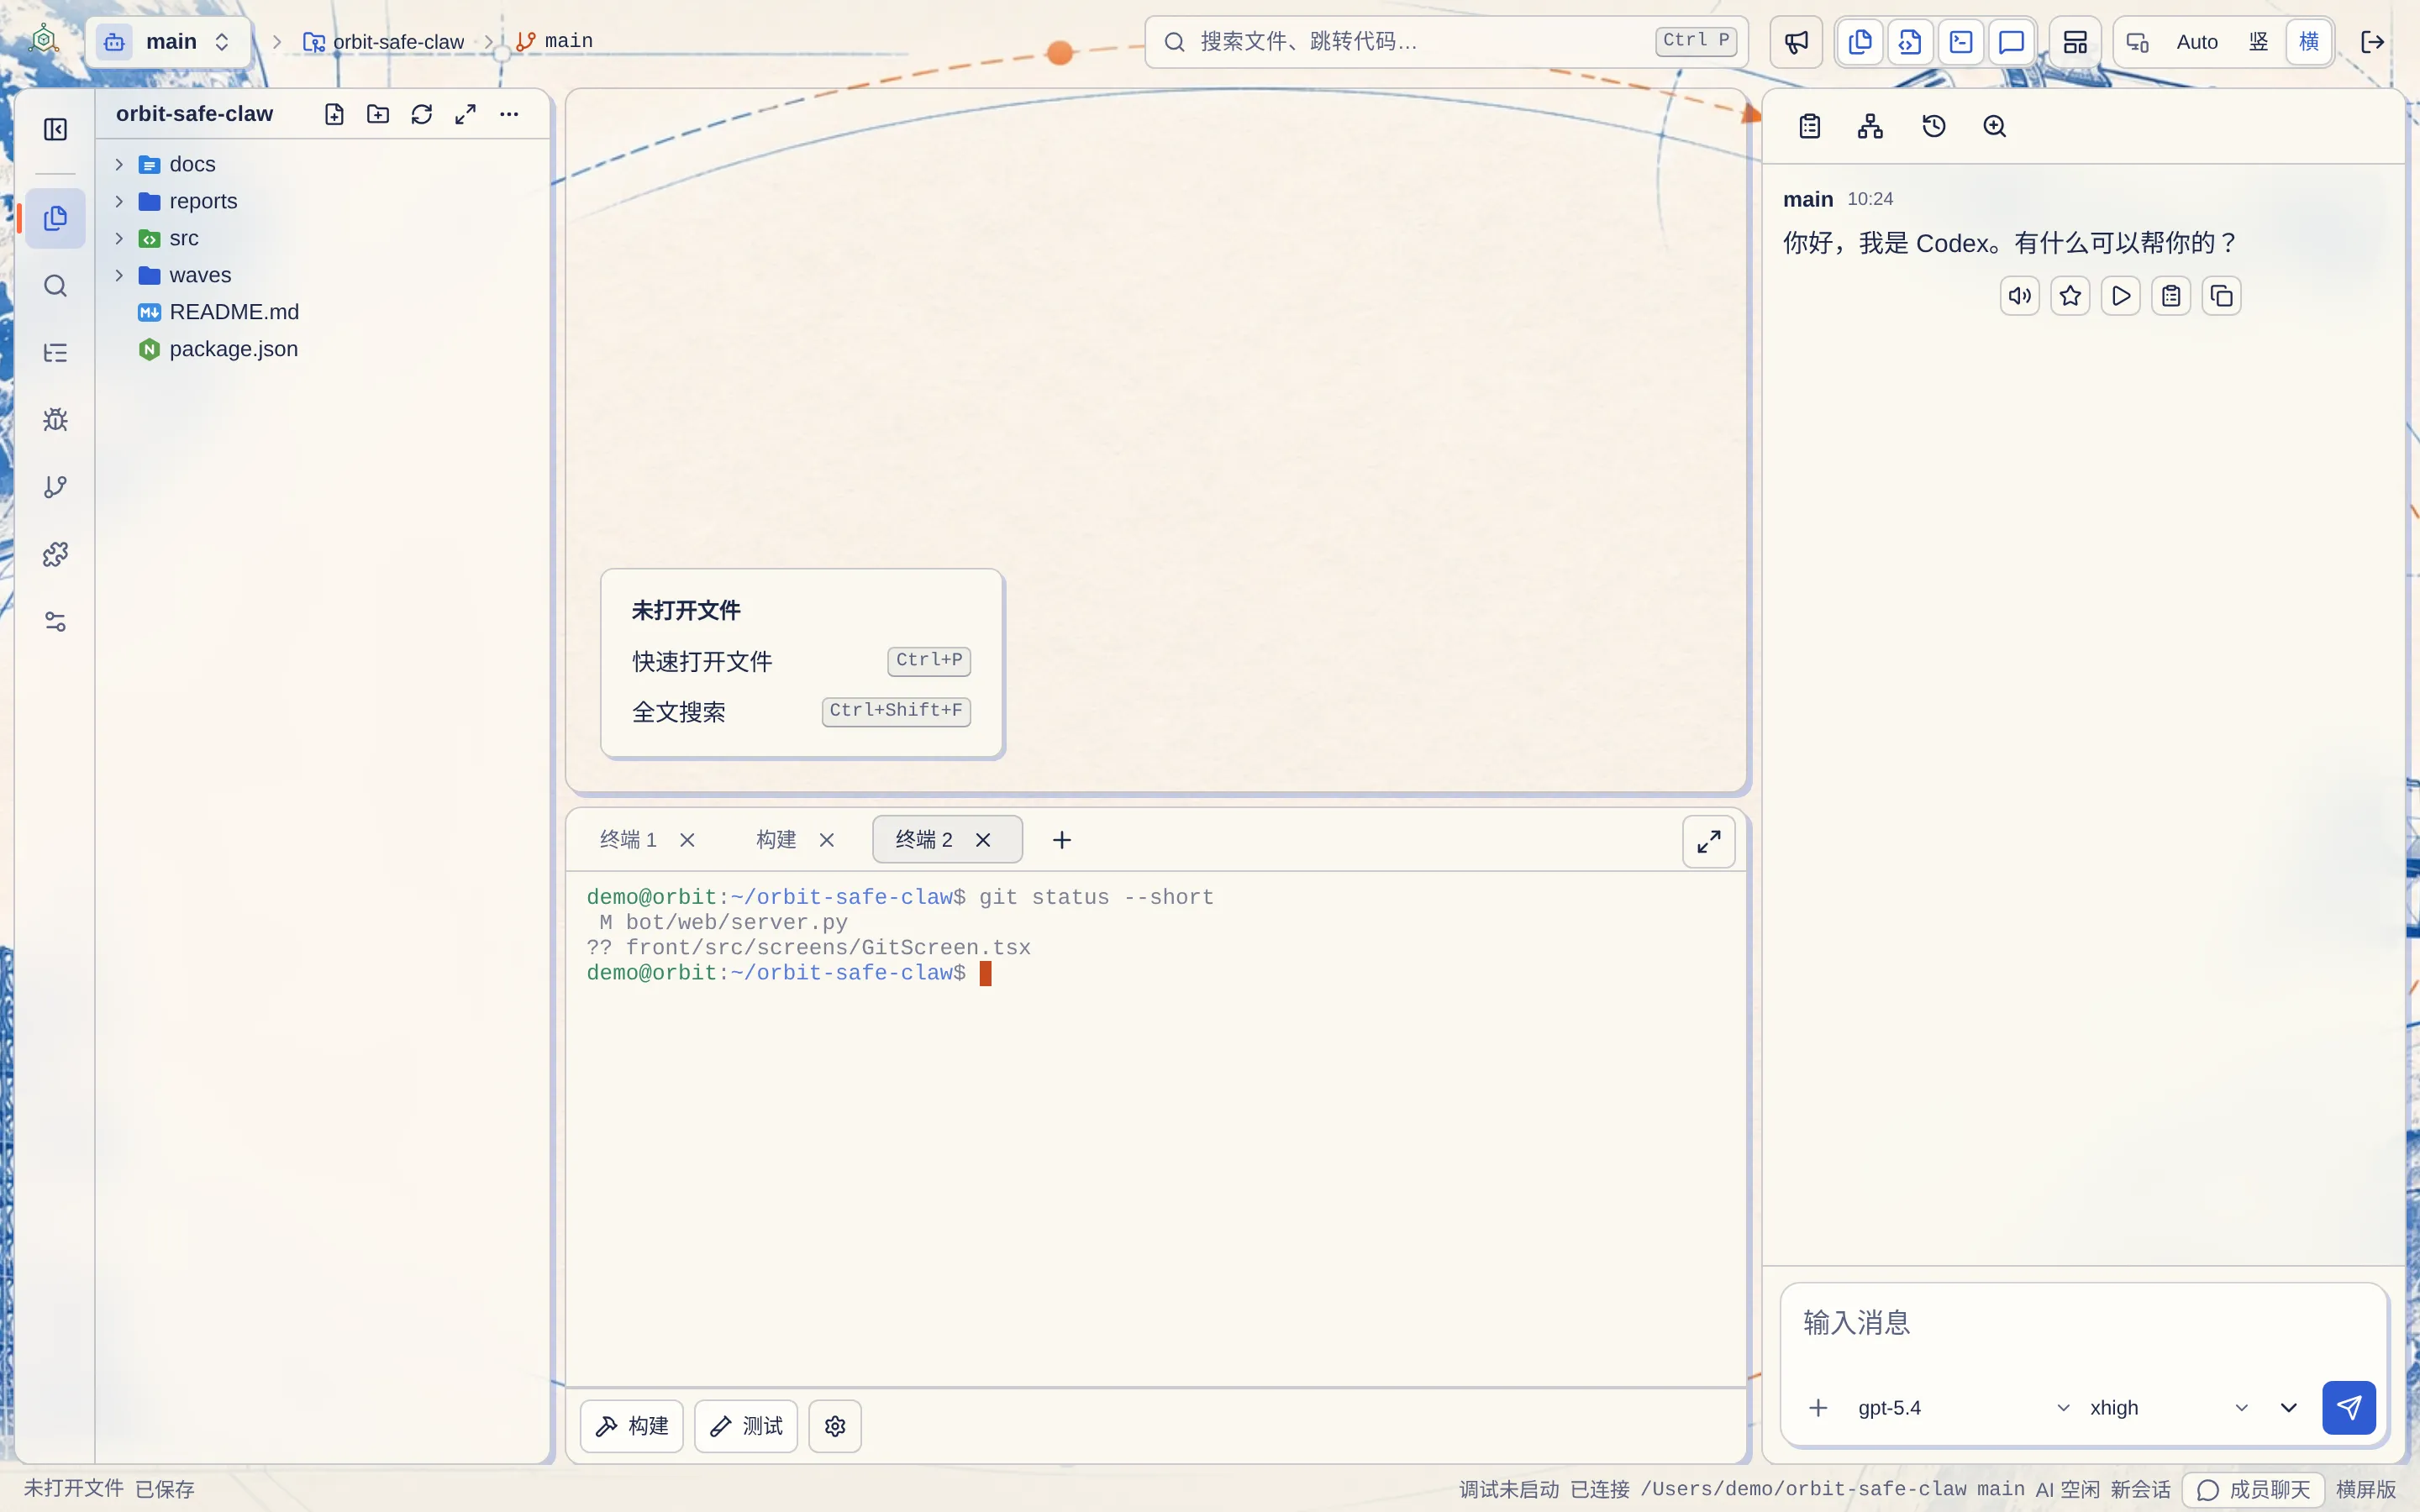 main
orbit-safe-claw
main
搜索文件、跳转代码...
Ctrl P
Auto
竖
横
orbit-safe-claw
docs
reports
src
waves
README.md
package.json
未打开文件
快速打开文件 Ctrl+P
全文搜索 Ctrl+Shift+F
终端 1
构建
终端 2
demo@orbit:~/orbit-safe-claw$ git status --short
 M bot/web/server.py
?? front/src/screens/GitScreen.tsx
demo@orbit:~/orbit-safe-claw$
构建
测试
main 10:24
你好，我是 Codex。有什么可以帮你的？
输入消息
gpt-5.4
xhigh
未打开文件 已保存
调试未启动 已连接 /Users/demo/orbit-safe-claw main AI 空闲 新会话 成员聊天 横屏版